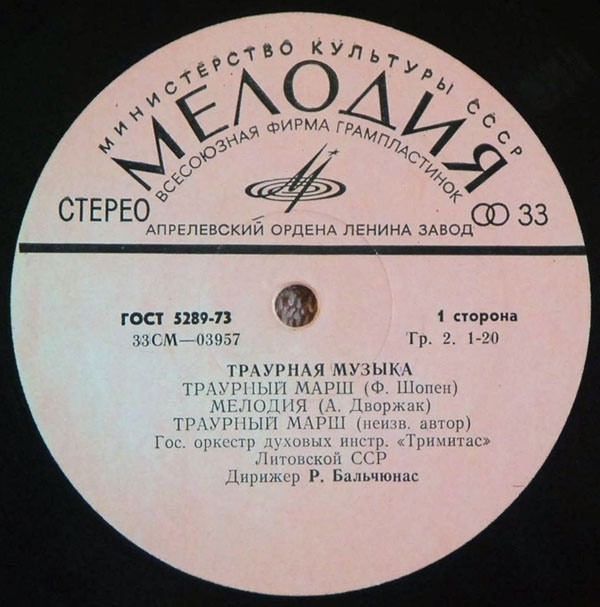 МИНИСТЕРСТВО КУЛЬТУРЫ СССР
МЕЛОДИЯ
ВСЕСОЮЗНАЯ ФИРМА ГРАМПЛАСТИНОК
СТЕРЕО
33
АПРЕЛЕВСКИЙ ОРДЕНА ЛЕНИНА ЗАВОД
ГОСТ 5289-73
1 сторона
33СМ—03957
Гр. 2. 1-20
ТРАУРНАЯ МУЗЫКА
ТРАУРНЫЙ МАРШ (Ф. Шопен)
МЕЛОДИЯ (А. Дворжак)
ТРАУРНЫЙ МАРШ (неизв. автор)
Гос. оркестр духовых инстр. «Тримитас»
Литовской ССР
Дирижер Р. Бальчюнас